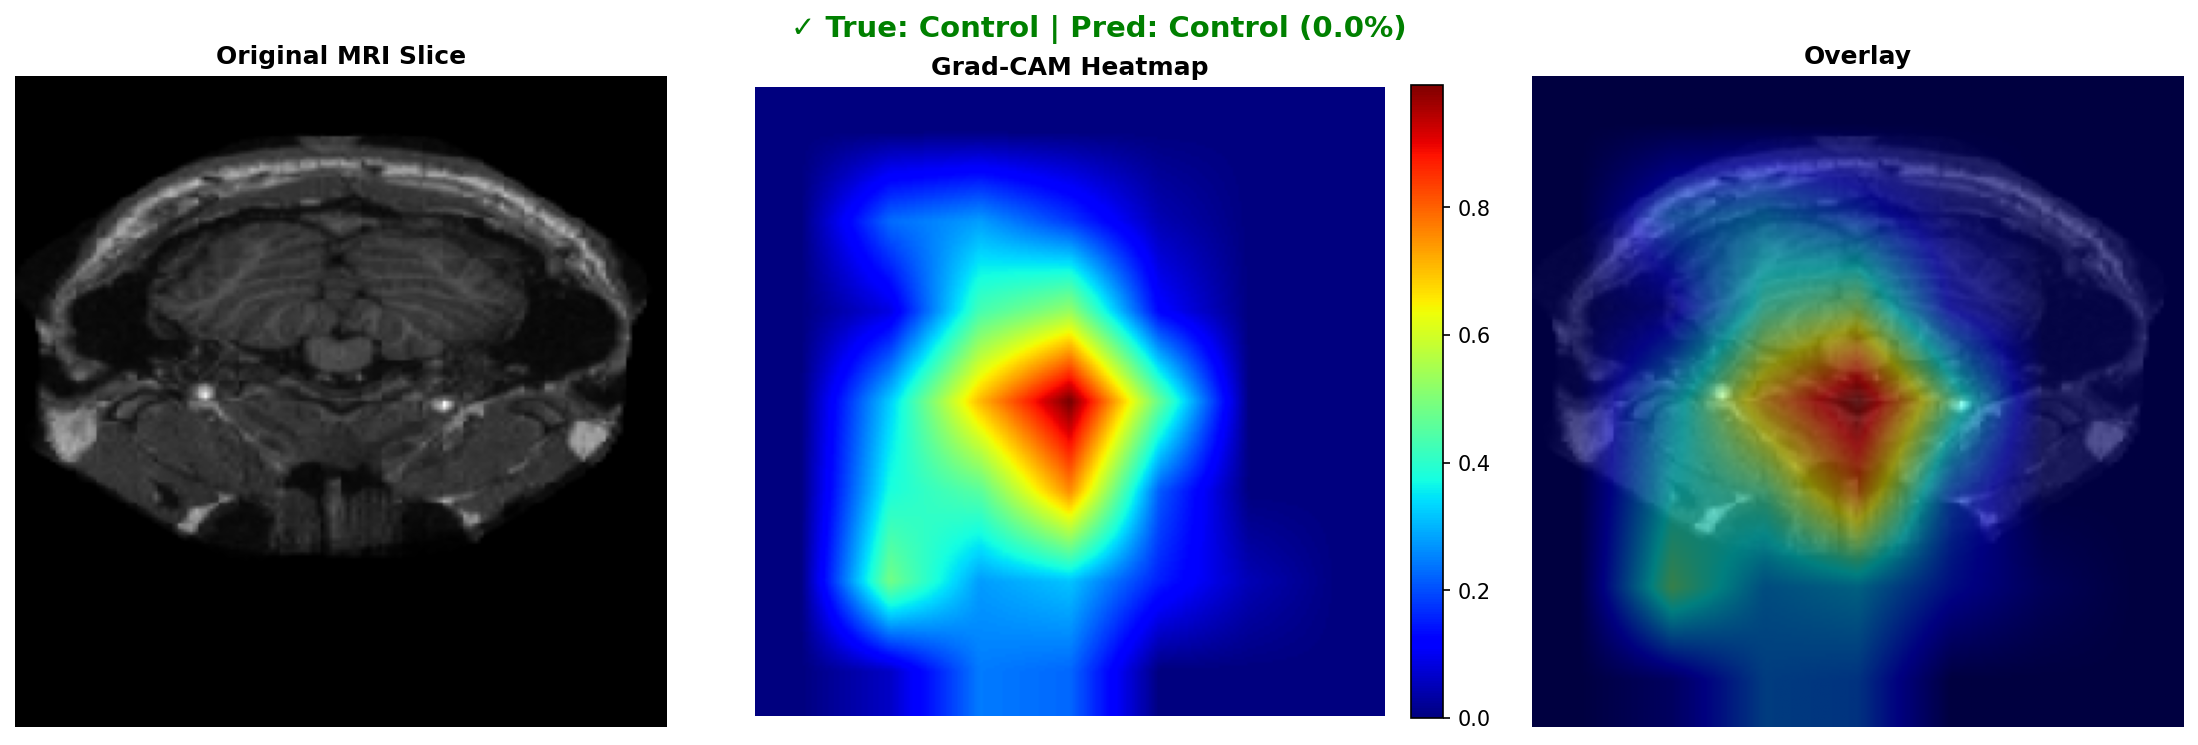 ✓ True: Control | Pred: Control (0.0%)
Original MRI Slice
Grad-CAM Heatmap
Overlay
0.8
0.6
0.4
0.2
0.0